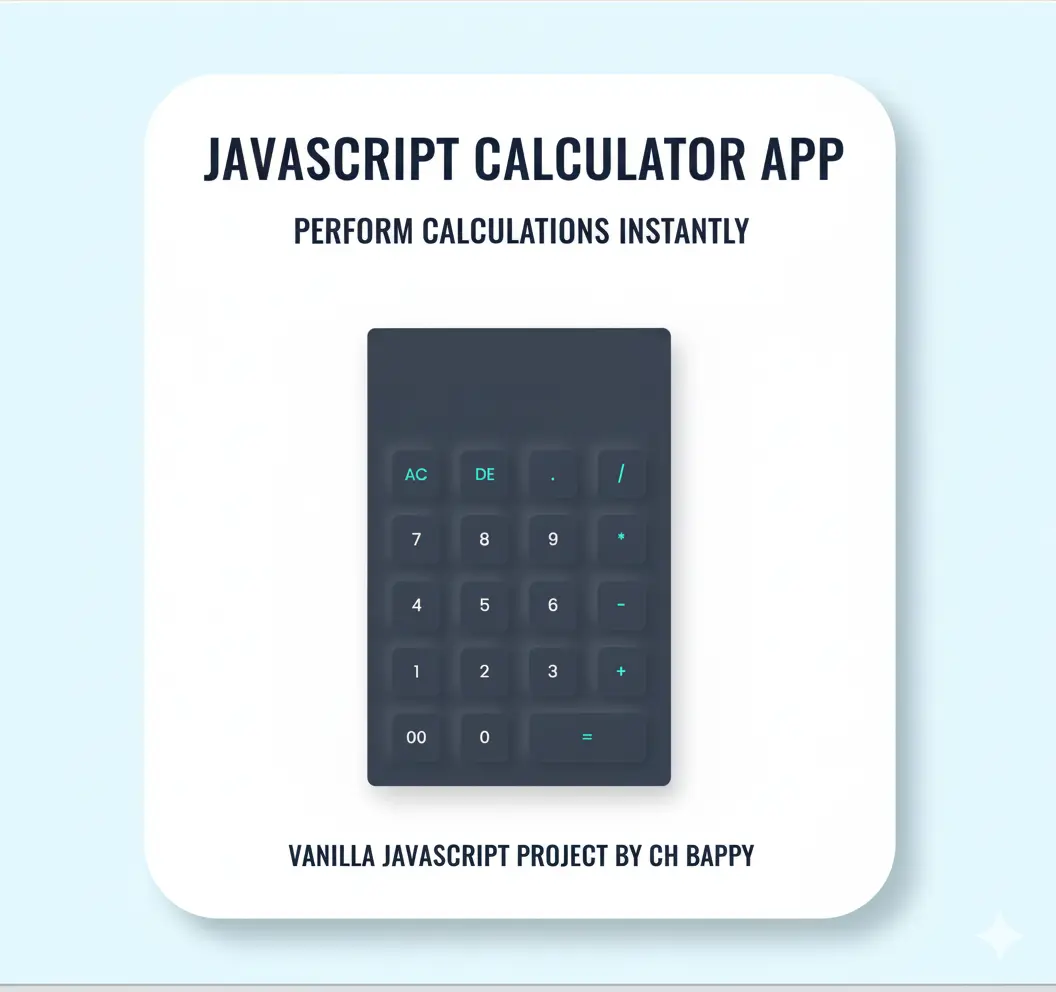 JAVASCRIPT CALCULATOR APP
PERFORM CALCULATIONS INSTANTLY
AC DE . /
7 8 9 *
4 5 6 -
1 2 3 +
00 0 =
VANILLA JAVASCRIPT PROJECT BY CH BAPPY